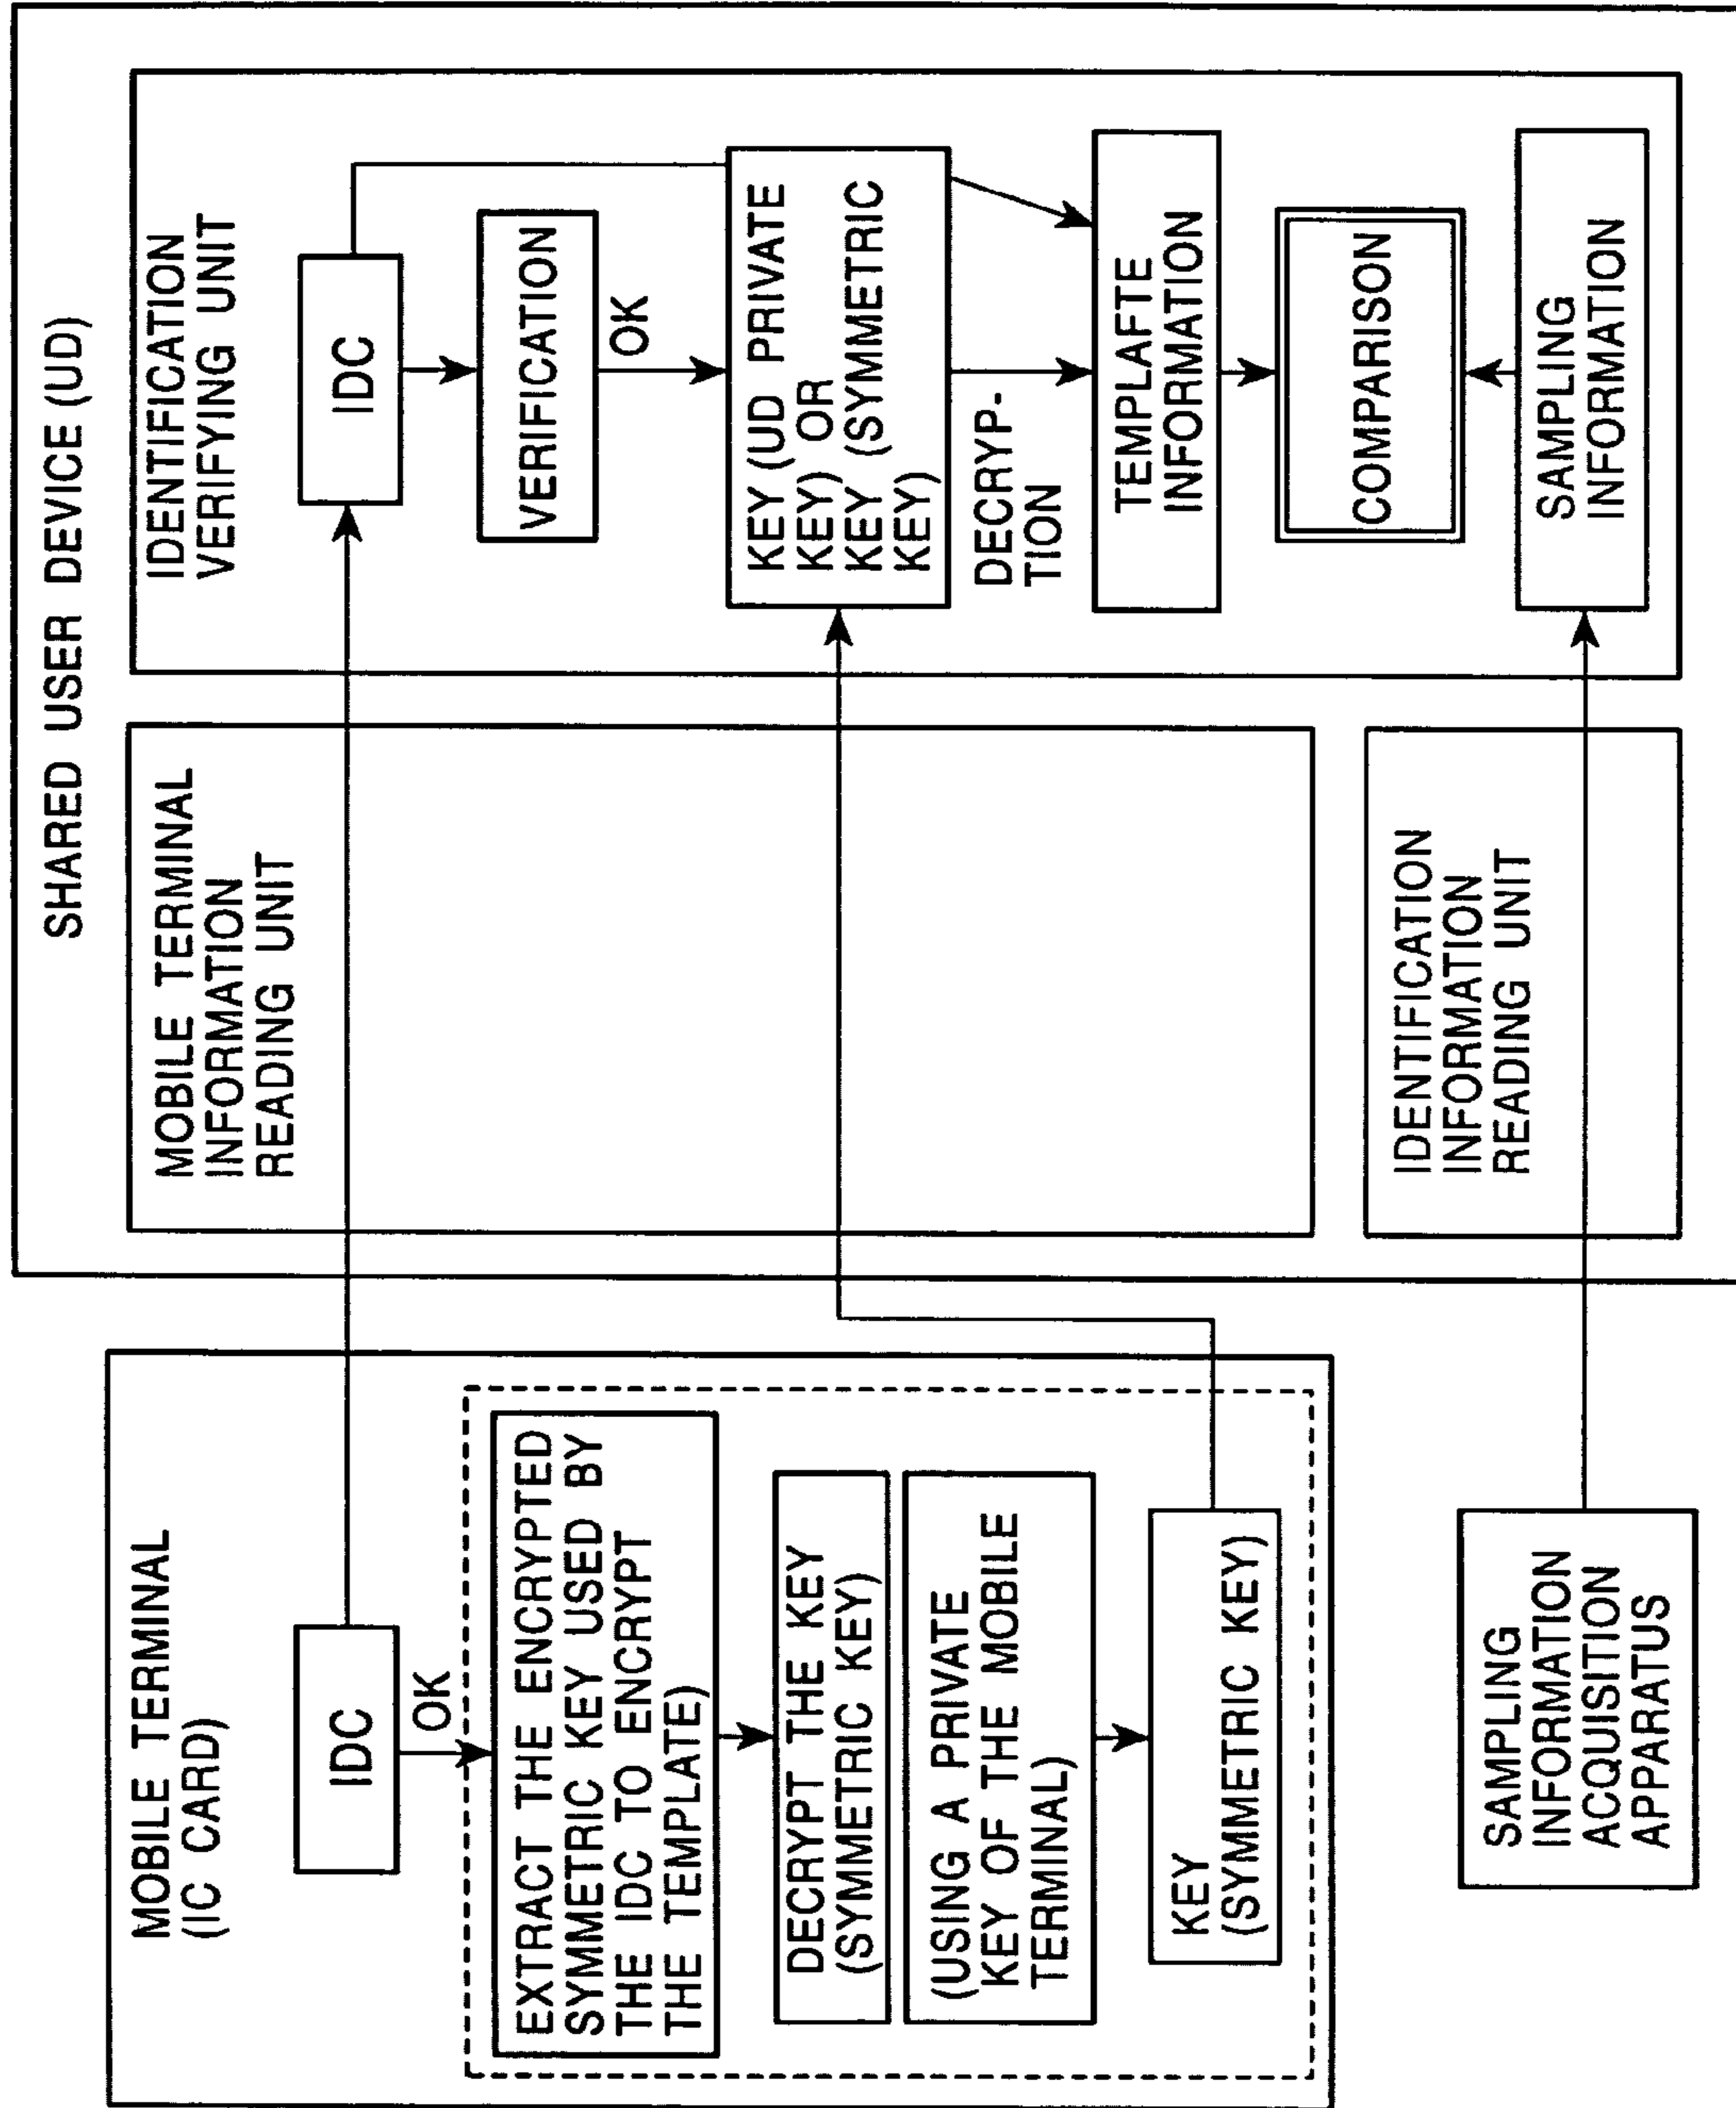 SHARED USER DEVICE (UD)
MOBILE TERMINAL
(IC CARD)
IDC
OK
EXTRACT THE ENCRYPTED
SYMMETRIC KEY USED BY
THE IDC TO ENCRYPT
THE TEMPLATE)
DECRYPT THE KEY
(SYMMETRIC KEY)
(USING A PRIVATE
KEY OF THE MOBILE
TERMINAL)
KEY
(SYMMETRIC KEY)
SAMPLING
INFORMATION
ACQUISITION
APPARATUS
MOBILE TERMINAL
INFORMATION
READING UNIT
IDENTIFICATION
INFORMATION
READING UNIT
IDENTIFICATION
VERIFYING UNIT
IDC
VERIFICATION
OK
KEY (UD PRIVATE
KEY) OR
KEY (SYMMETRIC
KEY)
DECRYP-
TION
TEMPLAFTE
INFORMATION
COMPARISON
SAMPLING
INFORMATION